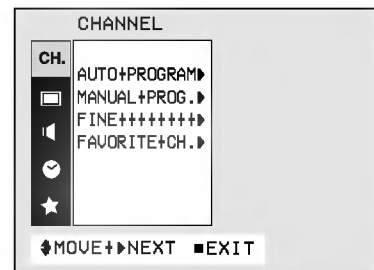 CHANNEL
CH.
AUTO+PROGRAM▶
MANUAL+PROG.▶
FINE++++++++▶
FAVORITE+CH.▶
♦MOVE+▶NEXT ■EXIT